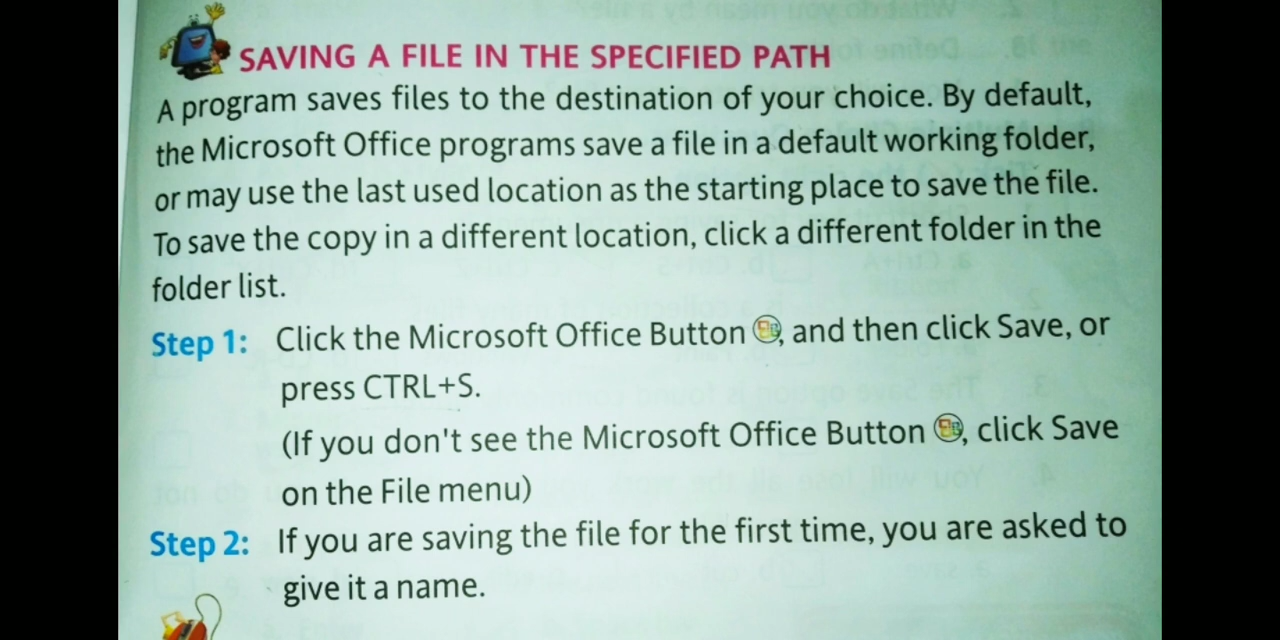 SAVING A FILE IN THE SPECIFIED PATH
A program saves files to the destination of your choice. By default,
the Microsoft Office programs save a file in a default working folder,
or may use the last used location as the starting place to save the file.
To save the copy in a different location, click a different folder in the
folder list.
Step 1: Click the Microsoft Office Button , and then click Save, or
press CTRL+S.
(If you don't see the Microsoft Office Button , click Save
on the File menu)
Step 2: If you are saving the file for the first time, you are asked to
give it a name.